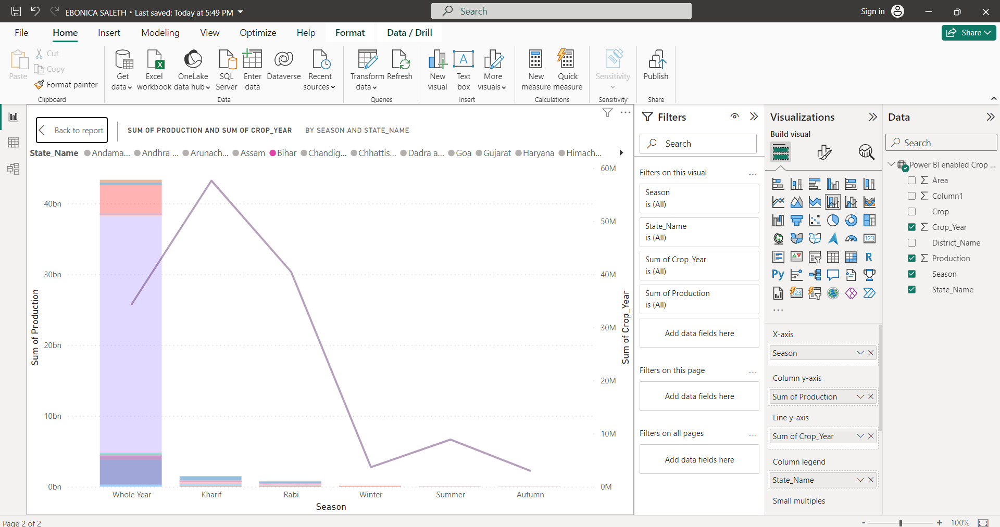 EBONICA SALETH • Last saved: Today at 5:49 PM
Search
Sign in
File Home Insert Modeling View Optimize Help Format Data / Drill
Share
Paste
Cut
Copy
Format painter
Clipboard
Get data
Excel workbook
OneLake data hub
SQL Server
Enter data
Dataverse
Recent sources
Data
Transform data
Refresh
Queries
New visual
Text box
More visuals
Insert
New measure
Quick measure
Calculations
Sensitivity
Sensitivity
Publish
Share
Back to report
SUM OF PRODUCTION AND SUM OF CROP_YEAR BY SEASON AND STATE_NAME
State_Name Andama... Andhra ... Arunach... Assam Bihar Chandig... Chhattis... Dadra a... Goa Gujarat Haryana Himach...
Sum of Production
40bn
30bn
20bn
10bn
0bn
60M
50M
40M
30M
20M
10M
0M
Sum of Crop_Year
Whole Year Kharif Rabi Winter Summer Autumn
Season
Filters
Search
Filters on this visual ...
Season
is (All)
State_Name
is (All)
Sum of Crop_Year
is (All)
Sum of Production
is (All)
Add data fields here
Filters on this page ...
Add data fields here
Filters on all pages ...
Add data fields here
Visualizations
Build visual
123
R
Py
123
...
X-axis
Season
Column y-axis
Sum of Production
Line y-axis
Sum of Crop_Year
Column legend
State_Name
Small multiples
Data
Search
Power BI enabled Crop ...
Area
Column1
Crop
Crop_Year
District_Name
Production
Season
State_Name
Page 2 of 2
- + 100%